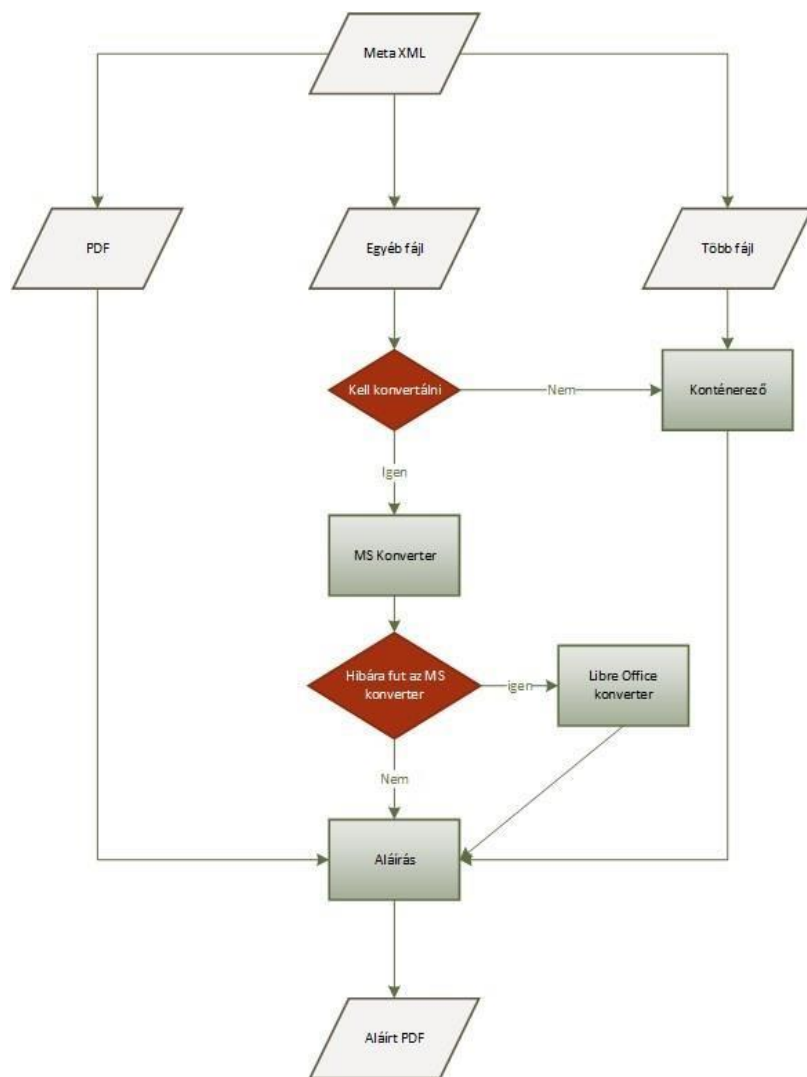 Meta XML
PDF
Egyéb fájl
Több fájl
Kell konvertálni
Nem
Konténerező
Igen
MS Konverter
Hibára fut az MS
konverter
igen
Libre Office
konverter
Nem
Aláírás
Aláírt PDF